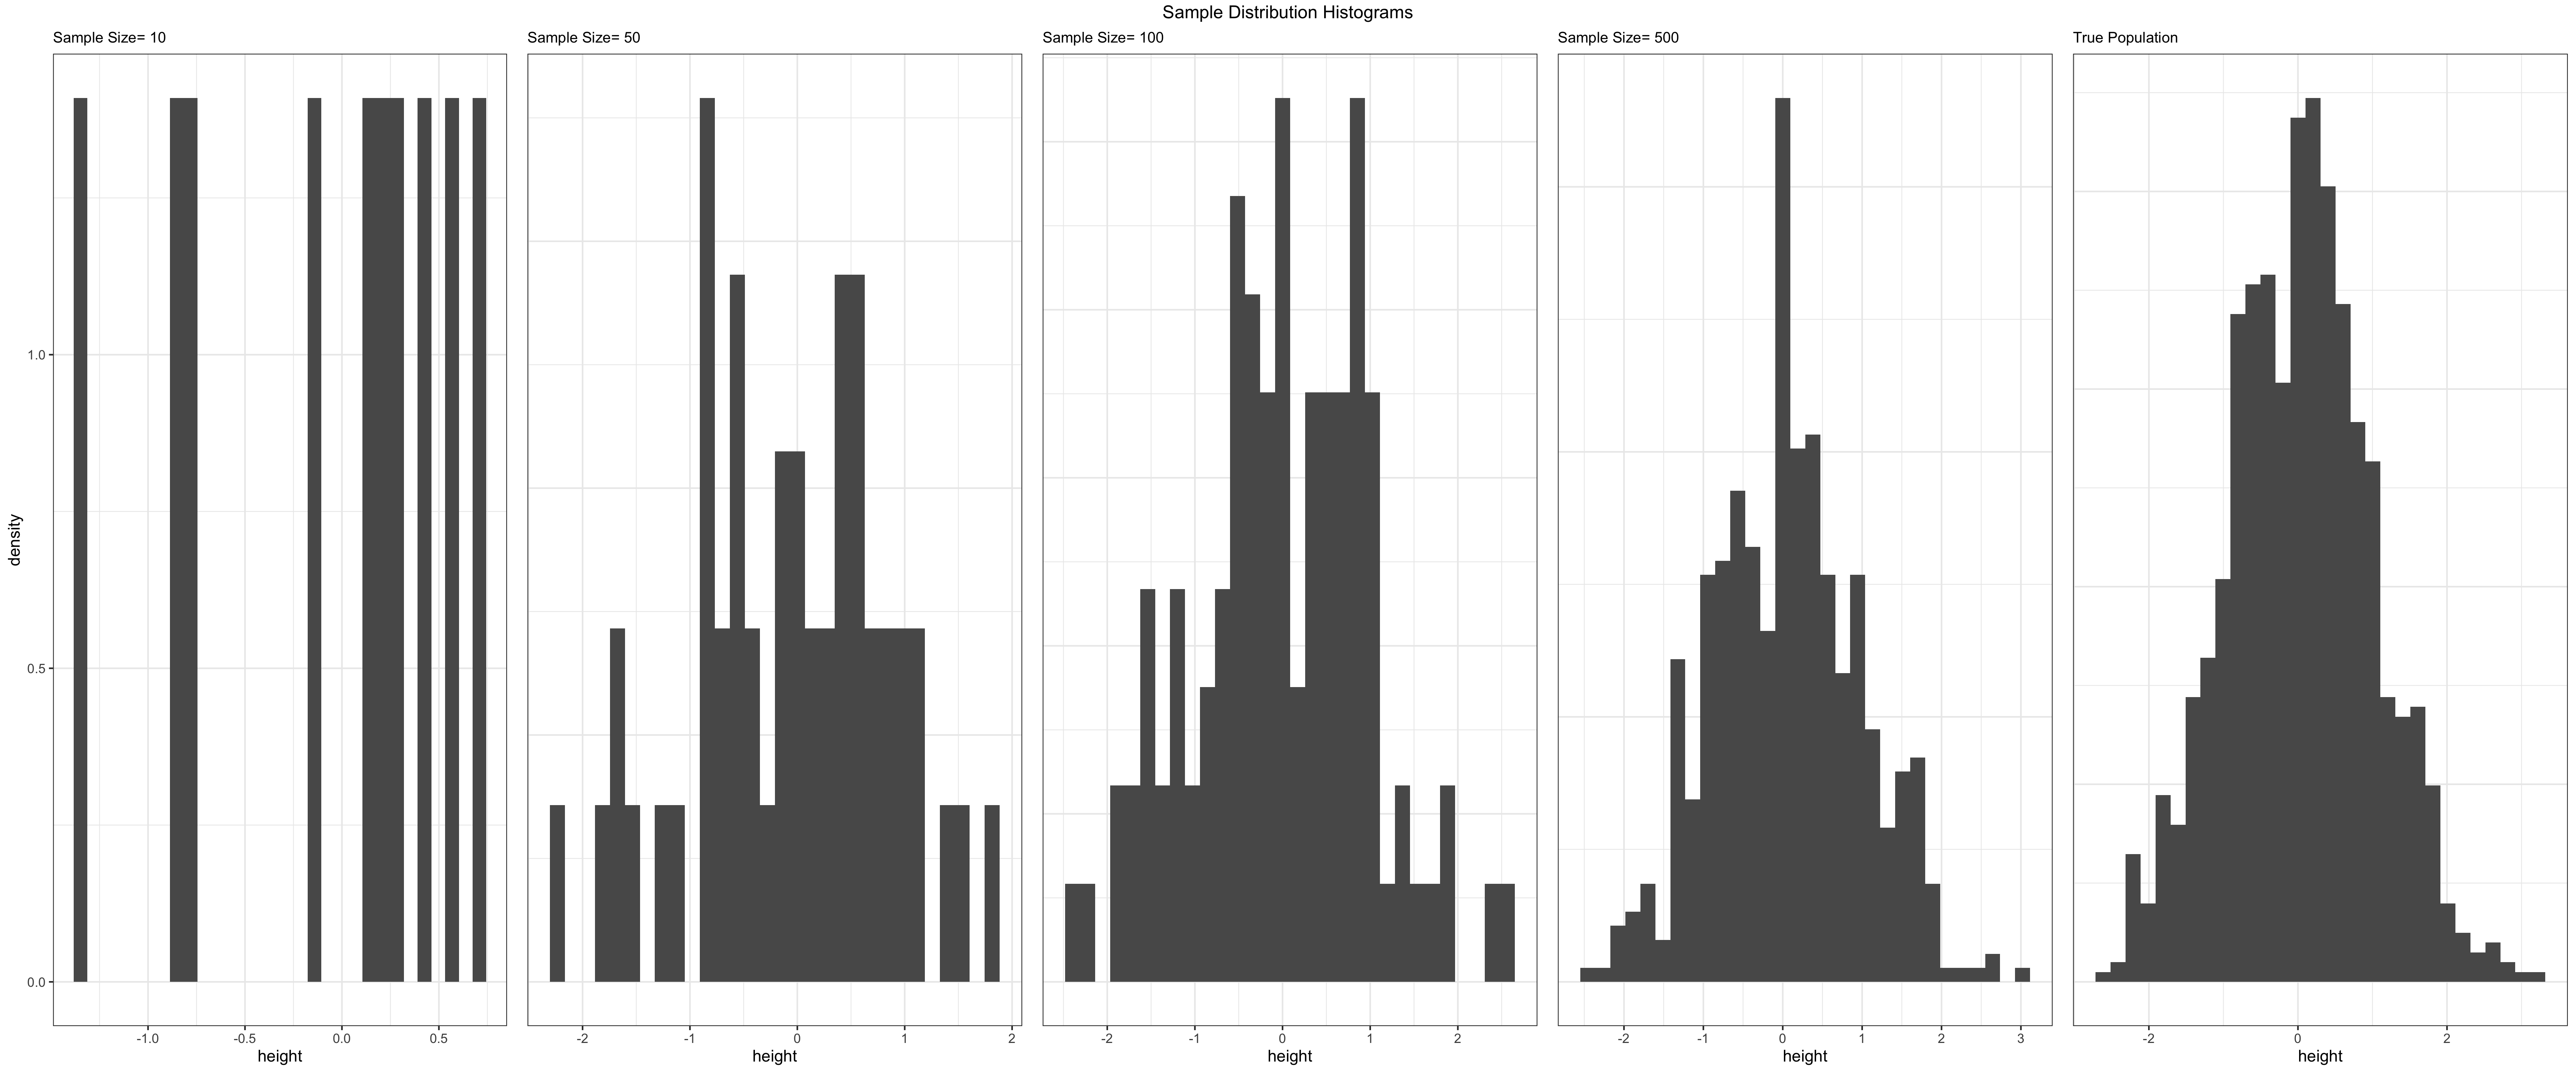 Sample Distribution Histograms
Sample Size= 10
Sample Size= 50
Sample Size= 100
Sample Size= 500
True Population
density
1.0
0.5
0.0
-1.0 -0.5 0.0 0.5
-2 -1 0 1 2
-2 -1 0 1 2
-2 -1 0 1 2 3
-2 0 2
height
height
height
height
height